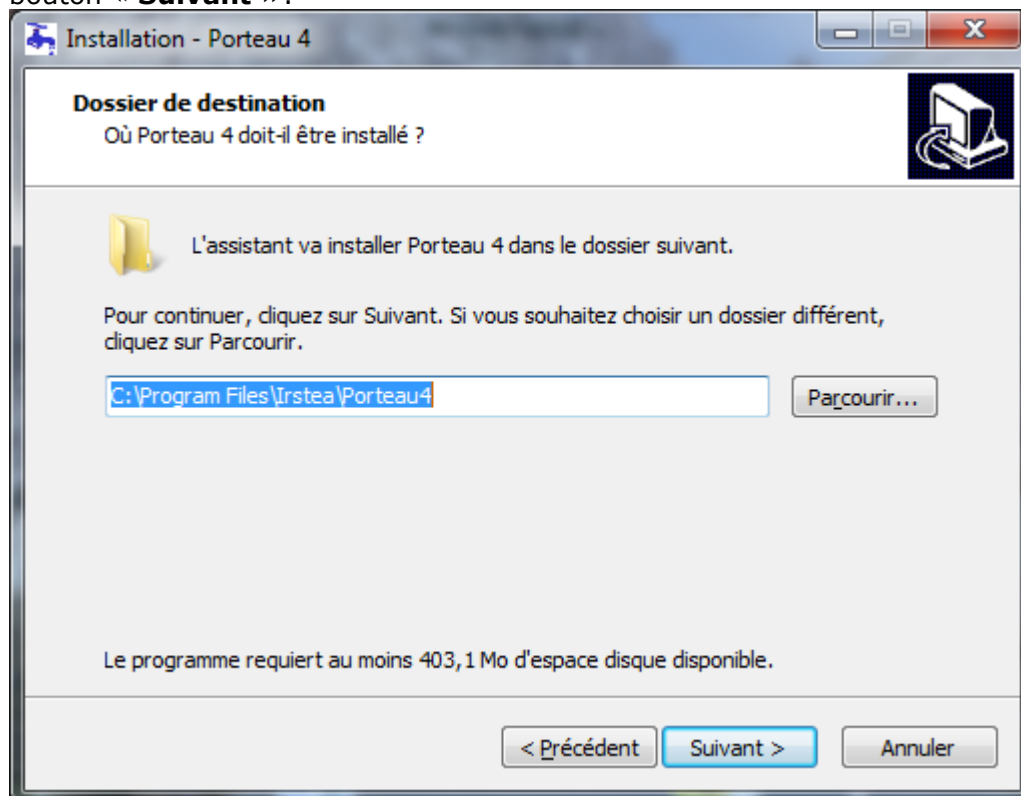 bouton « Suivant ».
Installation - Porteau 4
Dossier de destination
Où Porteau 4 doit-il être installé ?
L'assistant va installer Porteau 4 dans le dossier suivant.
Pour continuer, cliquez sur Suivant. Si vous souhaitez choisir un dossier différent,
cliquez sur Parcourir.
C:\Program Files\Irstea\Porteau4
Parcourir...
Le programme requiert au moins 403,1 Mo d'espace disque disponible.
< Précédent Suivant > Annuler